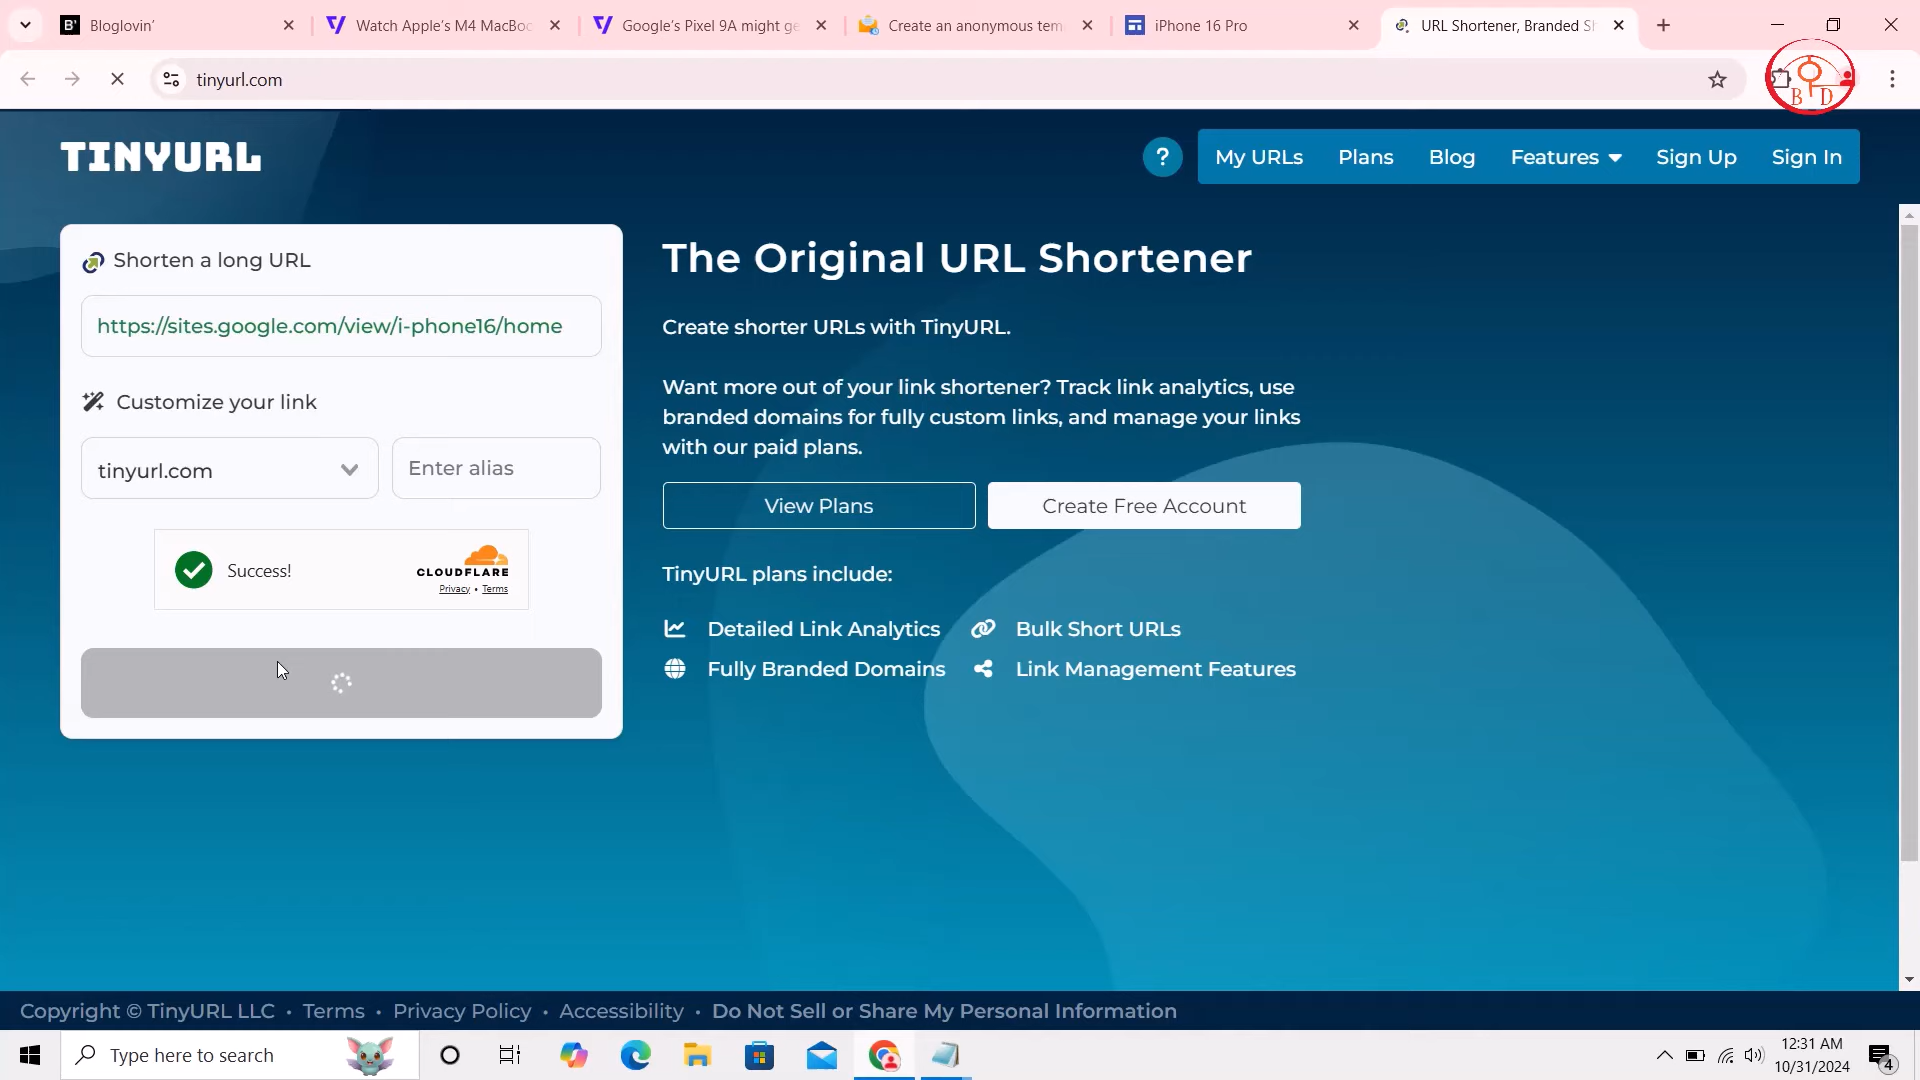 B' Bloglovin'
Watch Apple's M4 MacBoo
Google's Pixel 9A might ge
Create an anonymous tem
iPhone 16 Pro
URL Shortener, Branded Sh
tinyurl.com
B D
TINYURL
?
My URLs
Plans
Blog
Features
Sign Up
Sign In
Shorten a long URL
https://sites.google.com/view/i-phone16/home
Customize your link
tinyurl.com
Enter alias
Success!
CLOUDFLARE
Privacy • Terms
The Original URL Shortener
Create shorter URLs with TinyURL.
Want more out of your link shortener? Track link analytics, use
branded domains for fully custom links, and manage your links
with our paid plans.
View Plans
Create Free Account
TinyURL plans include:
Detailed Link Analytics
Bulk Short URLs
Fully Branded Domains
Link Management Features
Copyright © TinyURL LLC • Terms • Privacy Policy • Accessibility • Do Not Sell or Share My Personal Information
Type here to search
12:31 AM
10/31/2024
4